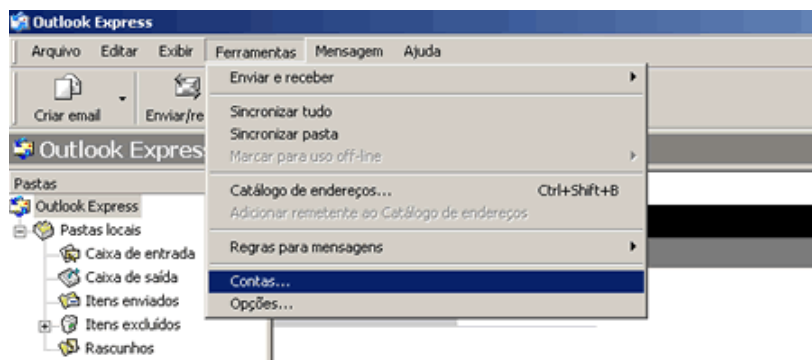 Outlook Express
Arquivo Editar Exibir Ferramentas Mensagem Ajuda
Criar email Enviar/re
Outlook Expres
Enviar e receber
Sincronizar tudo
Sincronizar pasta
Marcar para uso off-line
Catálogo de endereços... Ctrl+Shift+B
Adicionar remetente ao Catálogo de endereços
Regras para mensagens
Contas...
Opções...
Pastas
Outlook Express
Pastas locais
Caixa de entrada
Caixa de saída
Itens enviados
Itens excluídos
Rascunhos